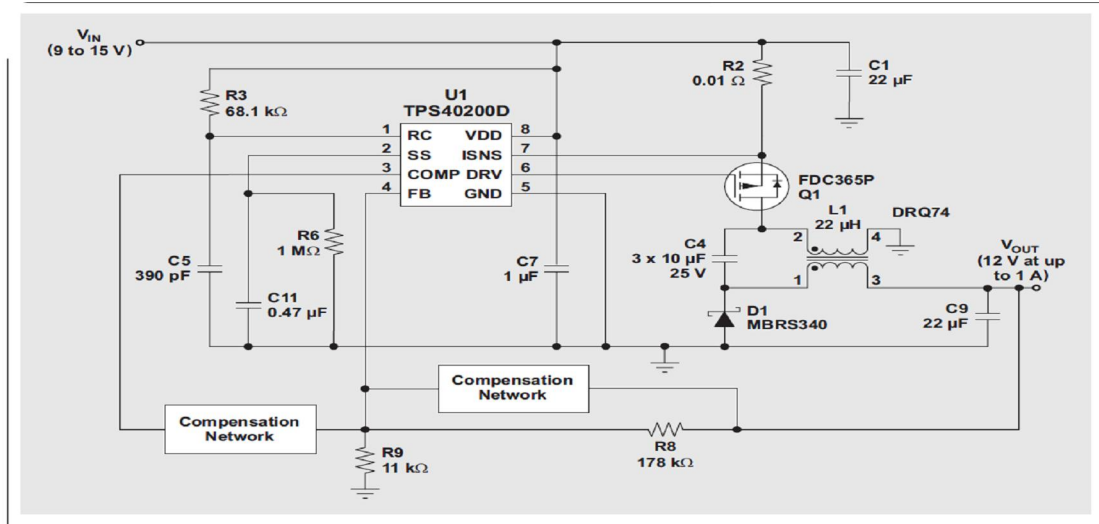 VIN
(9 to 15 V)
R3
68.1 kΩ
U1
TPS40200D
1 RC VDD 8
2 SS ISNS 7
3 COMP DRV 6
4 FB GND 5
R2
0.01 Ω
C1
22 µF
FDC365P
Q1
L1
22 µH
DRQ74
2 4
1 3
C4
3 x 10 µF
25 V
VOUT
(12 V at up
to 1 A)
R6
1 MΩ
C5
390 pF
C7
1 µF
C11
0.47 µF
D1
MBRS340
C9
22 µF
Compensation
Network
Compensation
Network
R8
178 kΩ
R9
11 kΩ